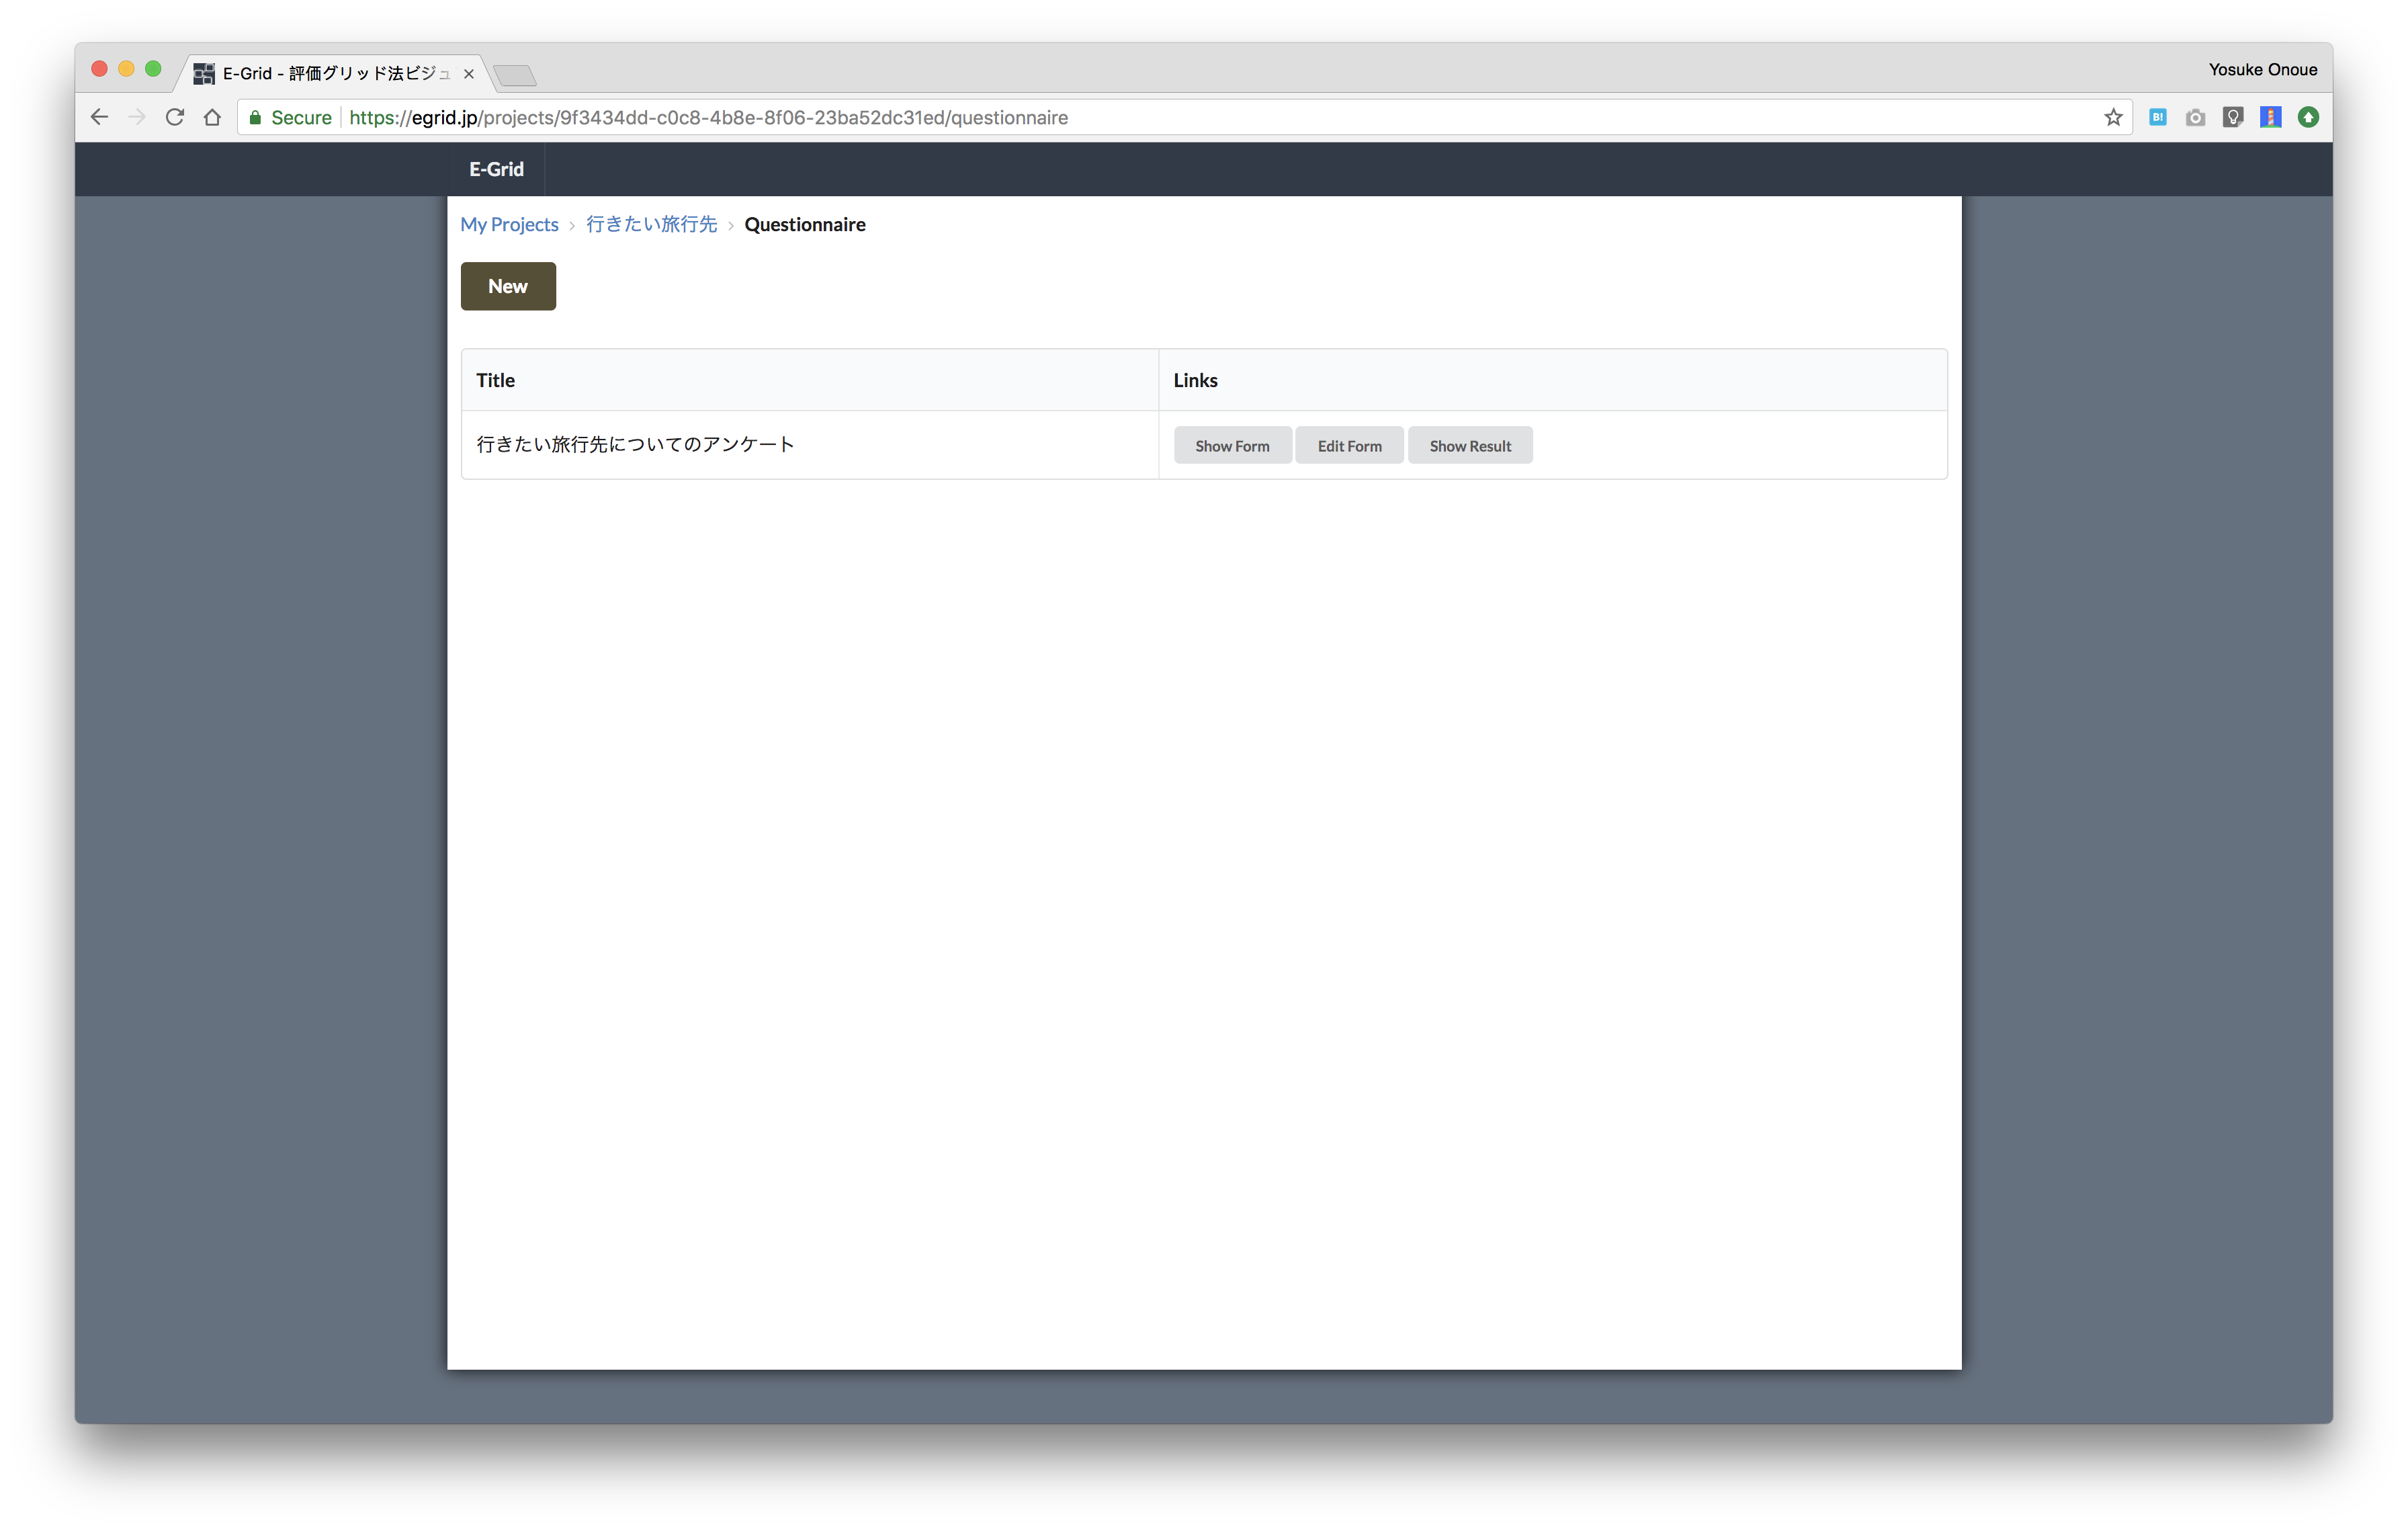 E-Grid - 評価グリッド法ビジュ
Yosuke Onoue
Secure https://egrid.jp/projects/9f3434dd-c0c8-4b8e-8f06-23ba52dc31ed/questionnaire
B!
E-Grid
My Projects › 行きたい旅行先 › Questionnaire
New
Title Links
行きたい旅行先についてのアンケート Show Form Edit Form Show Result